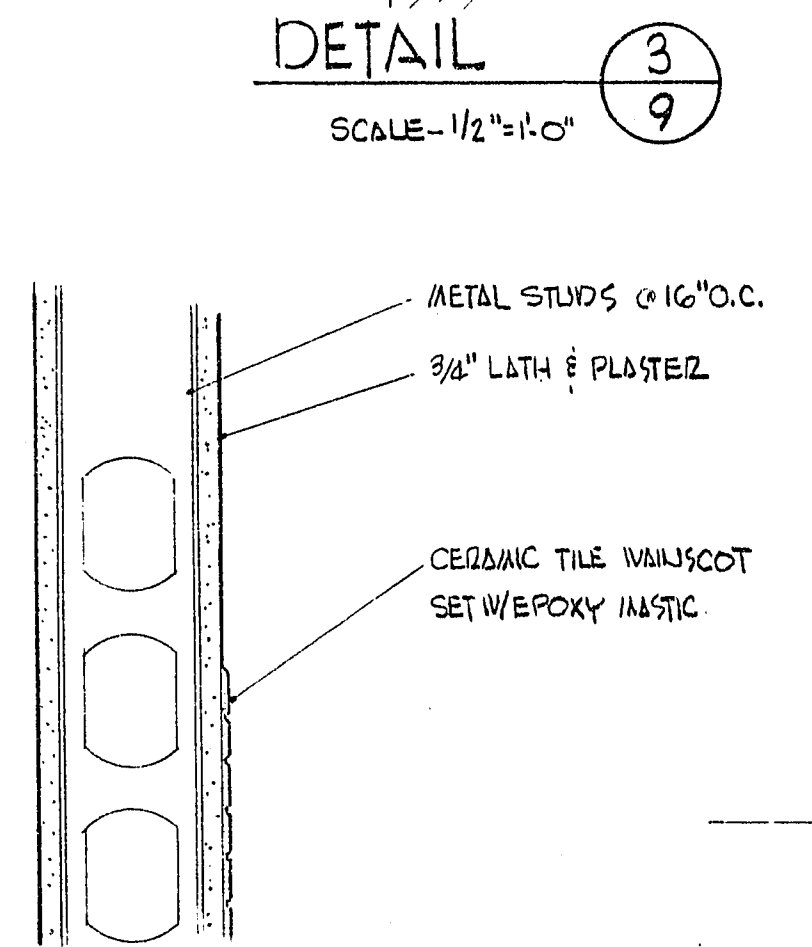 DETAIL
3
9
SCALE-1/2"=1'-0"
METAL STUDS @ 16"O.C.
3/4" LATH & PLASTER
CERAMIC TILE WAINSCOT
SET W/EPOXY MASTIC.